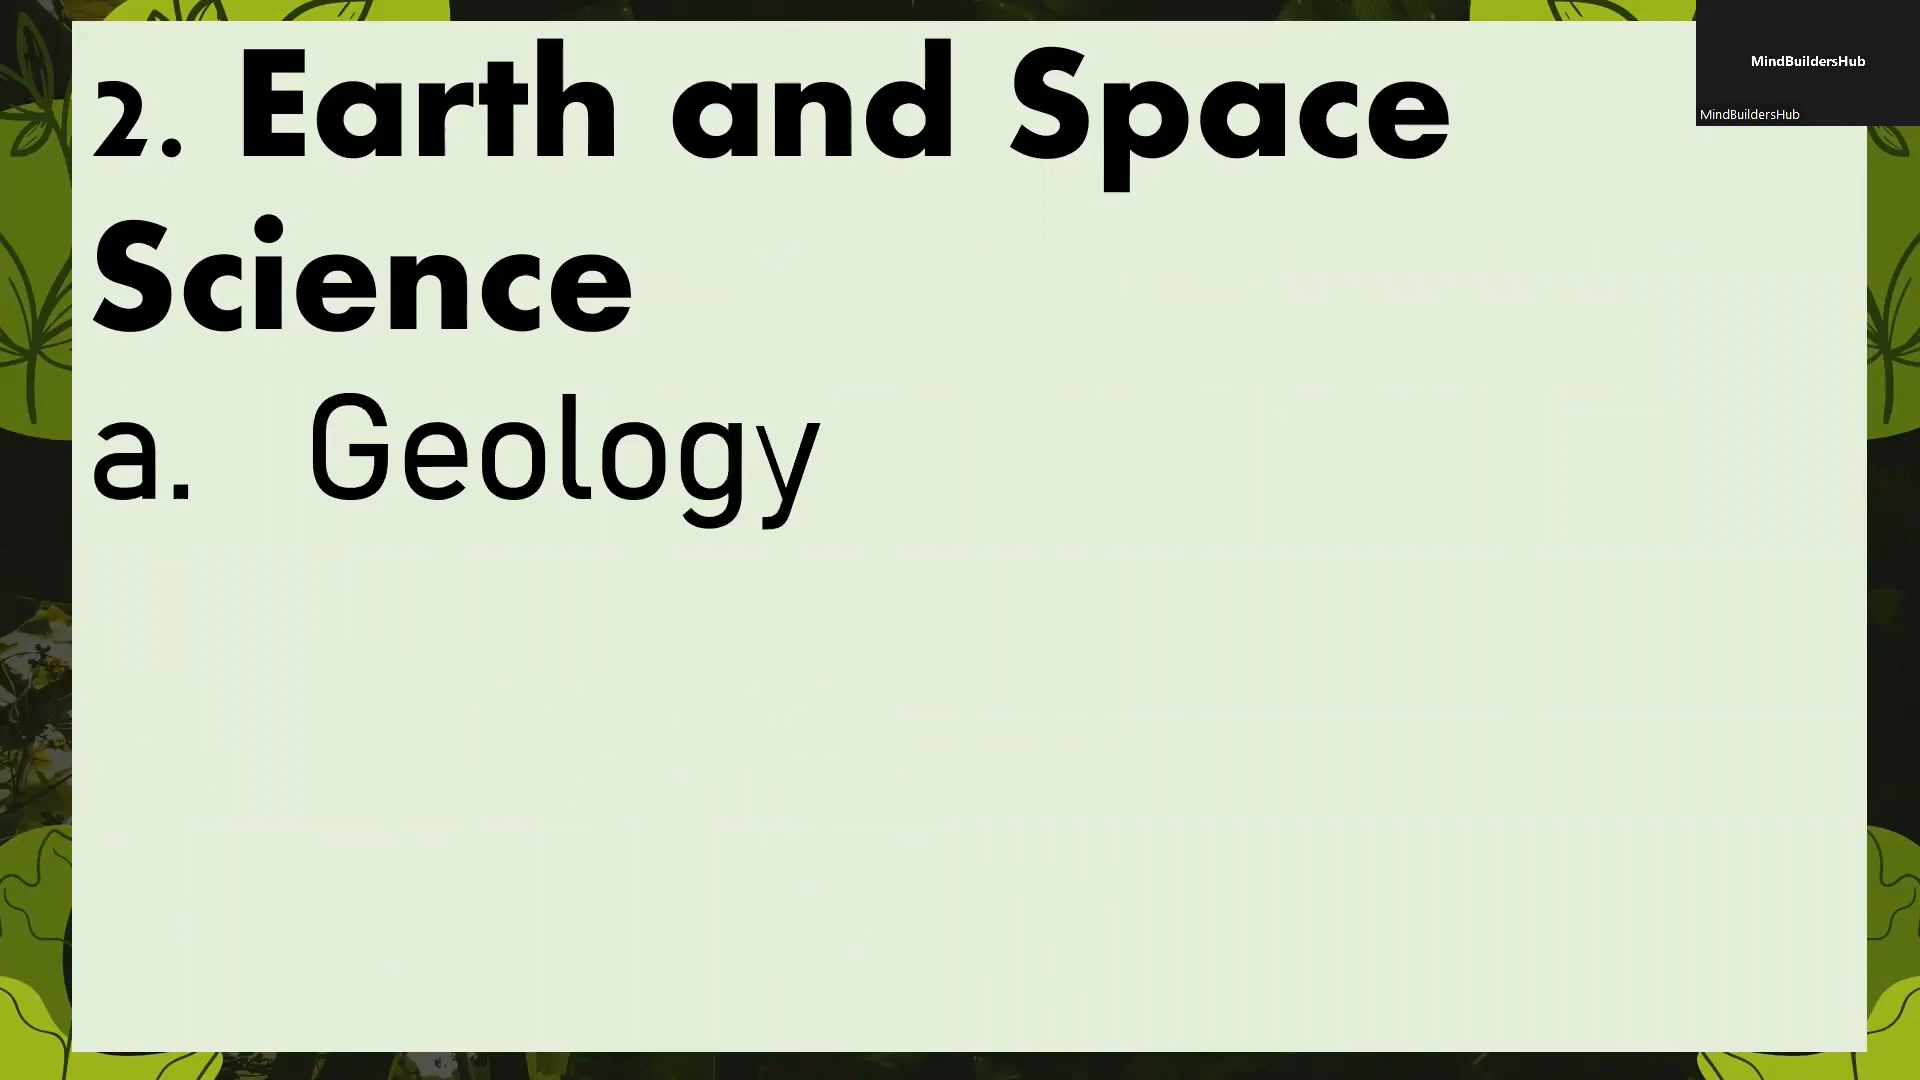 2. Earth and Space
Science
a. Geology
MindBuildersHub
MindBuildersHub